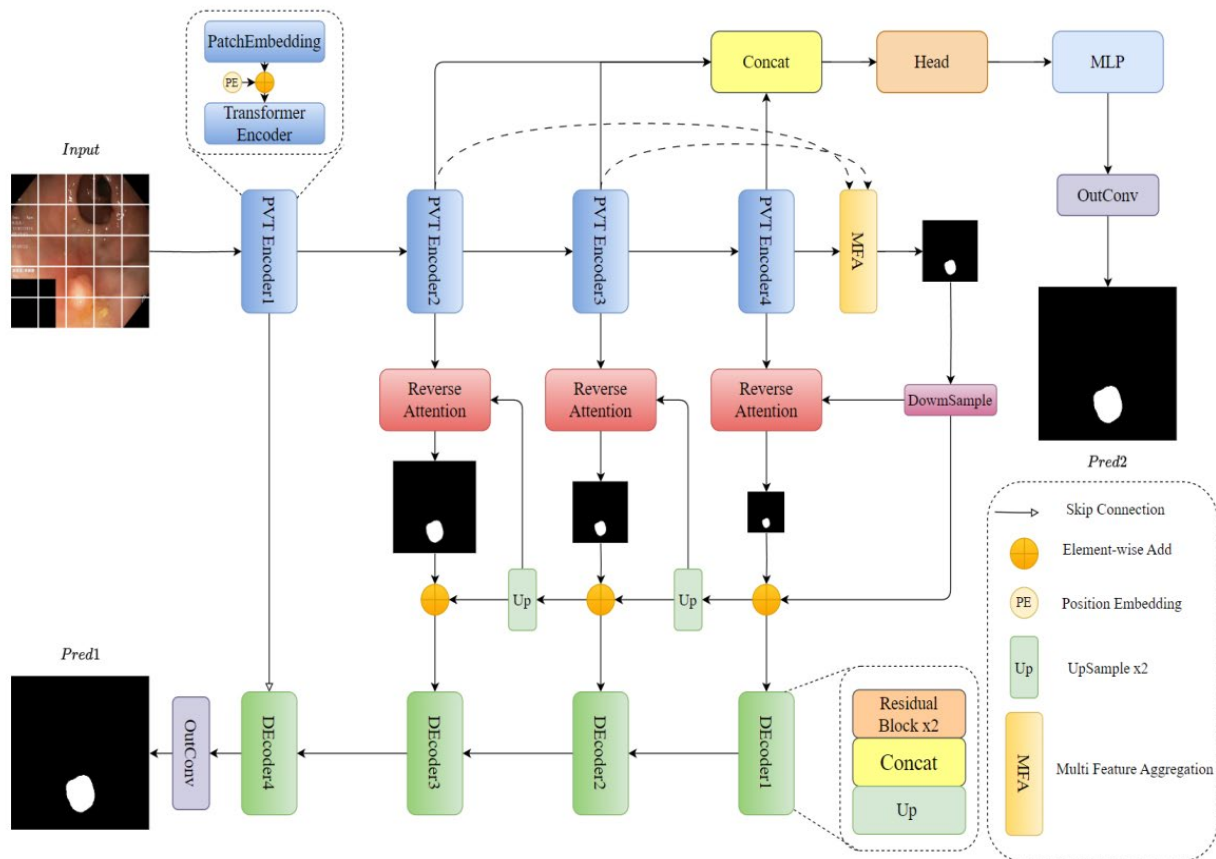 PatchEmbedding
PE
Transformer
Encoder
Concat
Head
MLP
Input
PVT Encoder1
PVT Encoder2
PVT Encoder3
PVT Encoder4
MFA
OutConv
Reverse
Attention
Reverse
Attention
Reverse
Attention
DowmSample
Pred2
Up
Up
Skip Connection
Element-wise Add
PE
Position Embedding
Up
UpSample x2
MFA
Multi Feature Aggregation
Pred1
OutConv
DEcoder4
DEcoder3
DEcoder2
DEcoder1
Residual
Block x2
Concat
Up